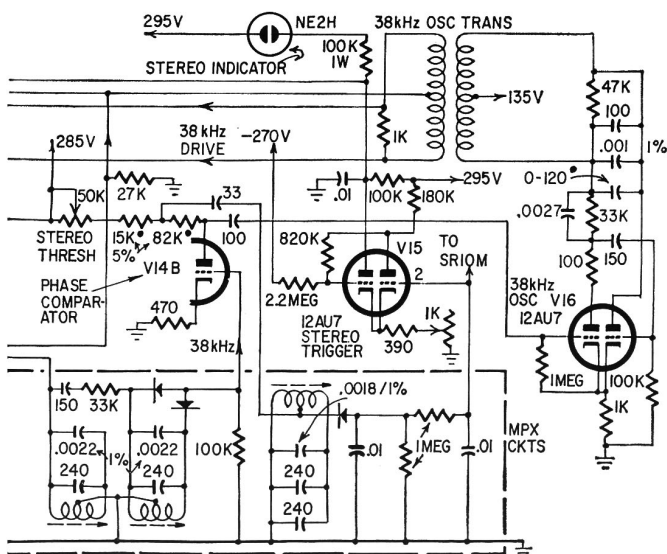 295V
NE2H
38kHz OSC TRANS
100K
1W
STEREO INDICATOR
47K
135V
100
285V
38kHz
DRIVE
-270V
1K
.001
1%
0-120
50K
27K
33
.01
100K
295V
180K
.0027
33K
STEREO
THRESH
15K
5%
82K
100
820K
V15
TO
SR10M
100
150
V14B
2
38kHz
OSC V16
12AU7
PHASE
COMPAR-
ATOR
470
2.2MEG
12AU7
STEREO
TRIGGER
390
1K
38kHz
1MEG
100K
1K
150
33K
.0018/1%
.0022
1%
.0022
100K
1MEG
MPX
CKTS
240
240
240
.01
.01
240
240